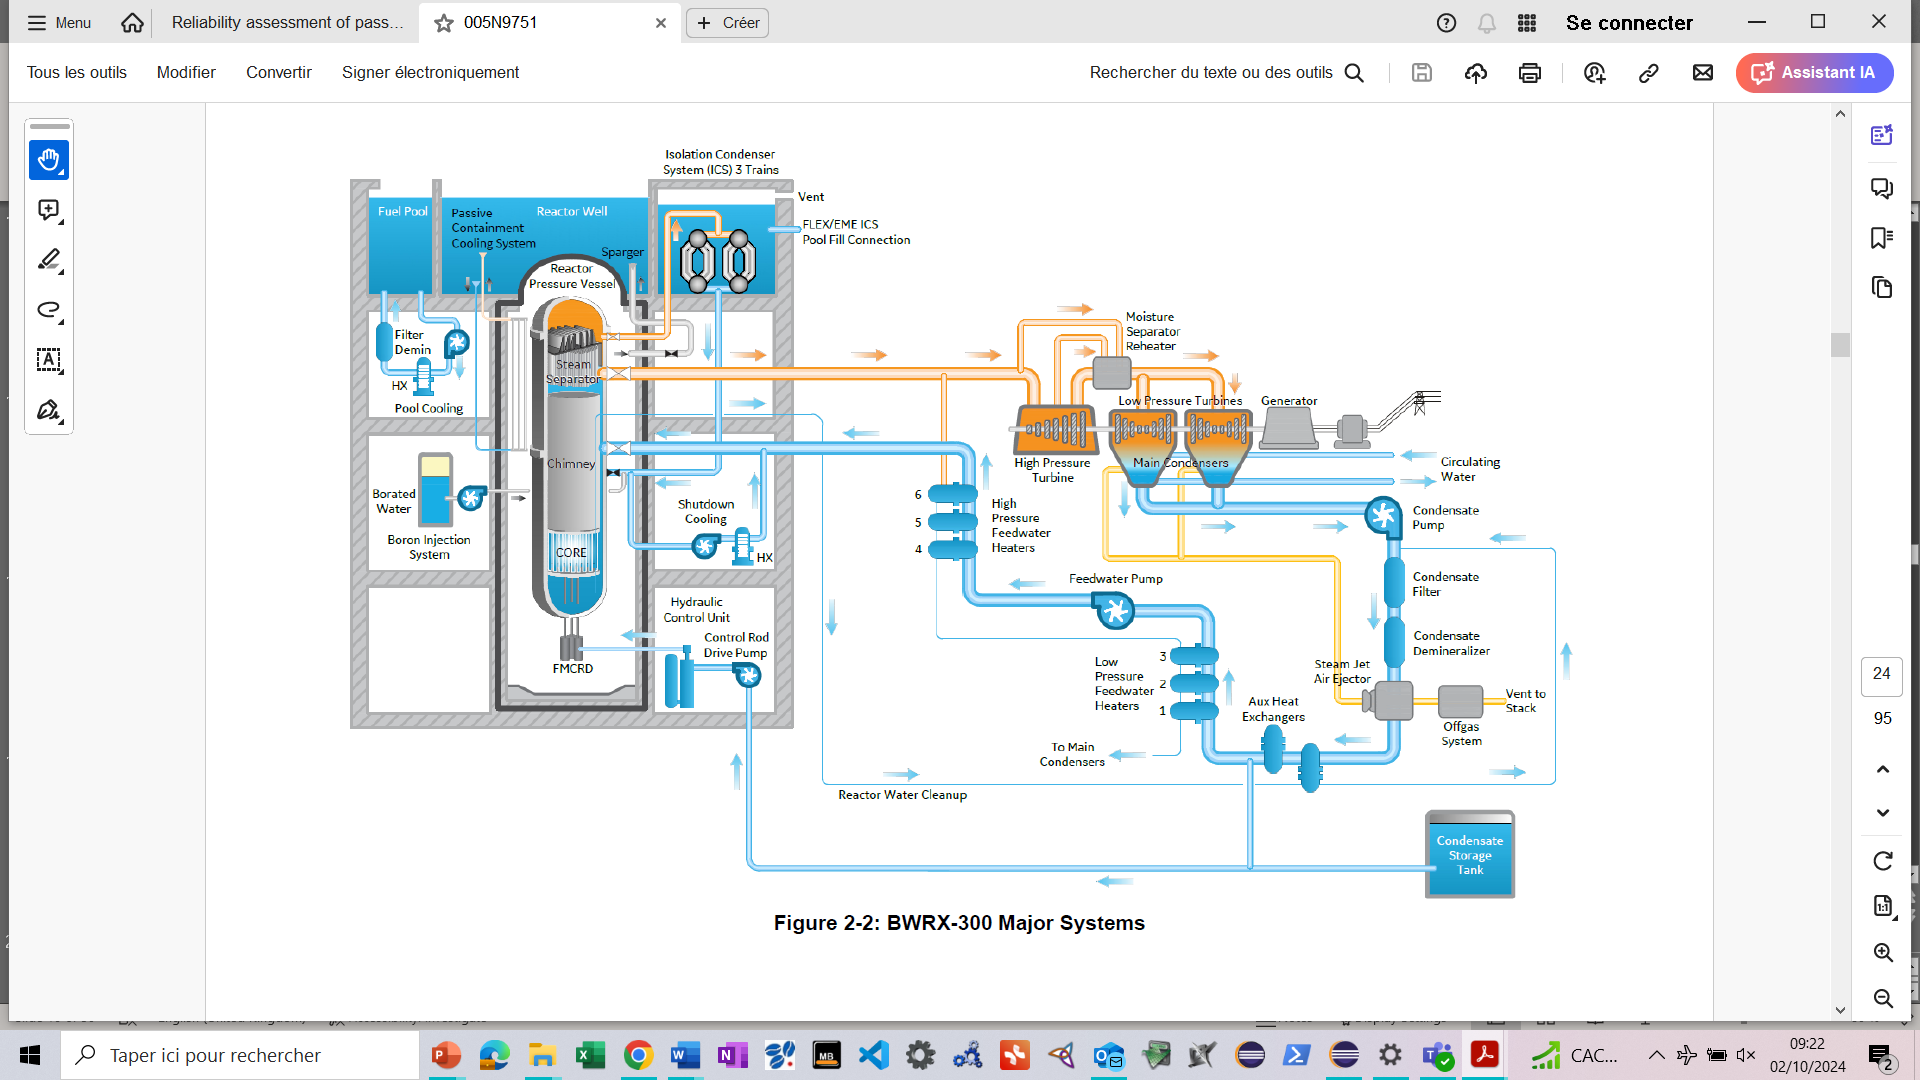 Menu
Reliability assessment of pass...
005N9751
Créer
Se connecter
Tous les outils
Modifier
Convertir
Signer électroniquement
Rechercher du texte ou des outils
Assistant IA
Isolation Condenser
System (ICS) 3 Trains
Vent
FLEX/EME ICS
Pool Fill Connection
Fuel Pool
Passive
Containment
Cooling System
Reactor Well
Sparger
Reactor
Pressure Vessel
Filter
Demin
HX
Pool Cooling
Steam
Separator
Chimney
CORE
Borated
Water
Boron Injection
System
Shutdown
Cooling
HX
Hydraulic
Control Unit
Control Rod
Drive Pump
FMCRD
Moisture
Separator
Reheater
Low Pressure Turbines
Generator
High Pressure
Turbine
Main Condensers
Circulating
Water
6
5
4
High
Pressure
Feedwater
Heaters
Condensate
Pump
Feedwater Pump
Condensate
Filter
Condensate
Demineralizer
Low
Pressure
Feedwater
Heaters
3
2
1
Steam Jet
Air Ejector
Aux Heat
Exchangers
Vent to
Stack
Offgas
System
To Main
Condensers
Reactor Water Cleanup
Condensate
Storage
Tank
Figure 2-2: BWRX-300 Major Systems
24
95
1:1
Taper ici pour rechercher
MB
CAC...
09:22
02/10/2024
2